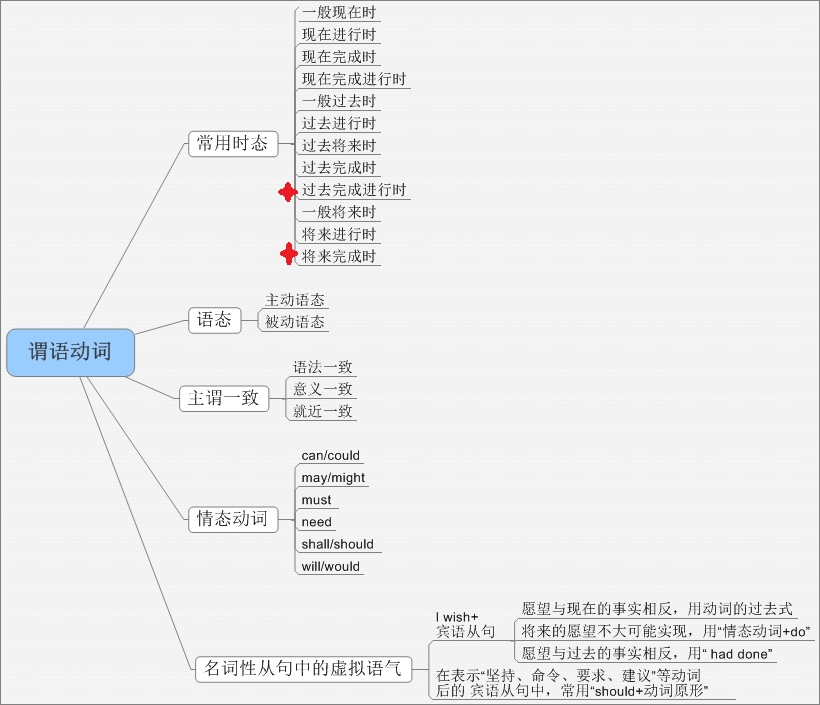 谓语动词
常用时态
一般现在时
现在进行时
现在完成时
现在完成进行时
一般过去时
过去进行时
过去将来时
过去完成时
过去完成进行时
一般将来时
将来进行时
将来完成时
语态
主动语态
被动语态
主谓一致
语法一致
意义一致
就近一致
情态动词
can/could
may/might
must
need
shall/should
will/would
名词性从句中的虚拟语气
I wish+
宾语从句
愿望与现在的事实相反，用动词的过去式
将来的愿望不大可能实现，用“情态动词+do”
愿望与过去的事实相反，用“ had done”
在表示“坚持、命令、要求、建议”等动词
后的 宾语从句中，常用“should+动词原形”